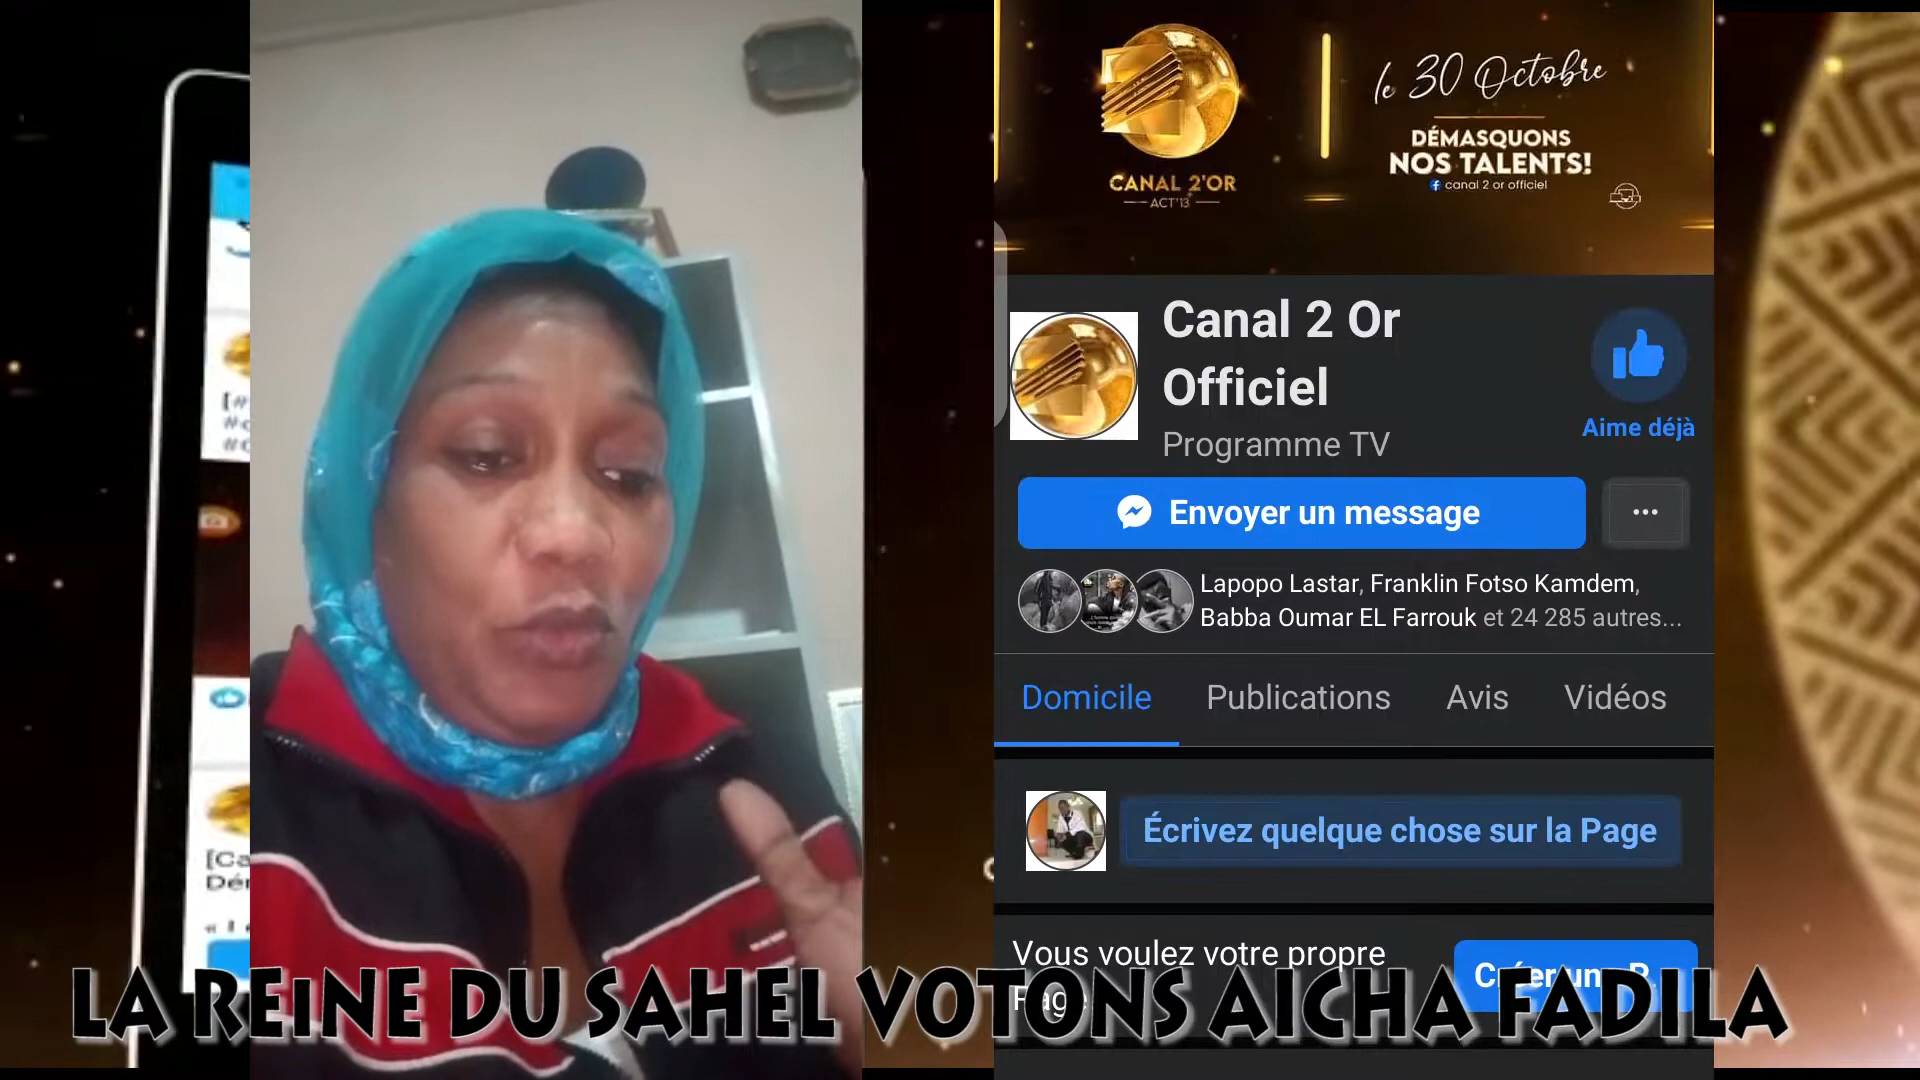 le 30 Octobre
DÉMASQUONS
NOS TALENTS!
canal 2 or officiel
CANAL 2'OR
ACT'13
Canal 2 Or
Officiel
Programme TV
Aime déjà
Envoyer un message
Lapopo Lastar, Franklin Fotso Kamdem,
Babba Oumar EL Farrouk et 24 285 autres...
Domicile
Publications
Avis
Vidéos
Écrivez quelque chose sur la Page
Vous voulez votre propre
Page
Créer un
LA REINE DU SAHEL VOTONS AICHA FADILA